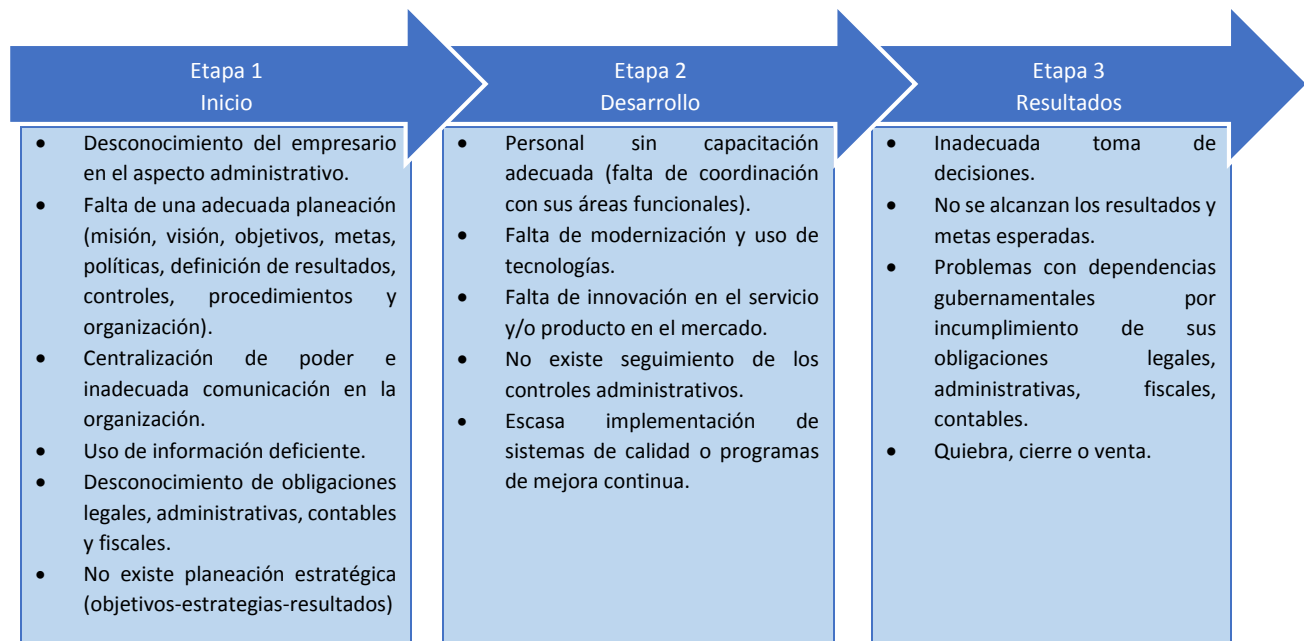 Etapa 1
Inicio
• Desconocimiento del empresario
en el aspecto administrativo.
• Falta de una adecuada planeación
(misión, visión, objetivos, metas,
políticas, definición de resultados,
controles, procedimientos y
organización).
• Centralización de poder e
inadecuada comunicación en la
organización.
• Uso de información deficiente.
• Desconocimiento de obligaciones
legales, administrativas, contables
y fiscales.
• No existe planeación estratégica
(objetivos-estrategias-resultados)
Etapa 2
Desarrollo
• Personal sin capacitación
adecuada (falta de coordinación
con sus áreas funcionales).
• Falta de modernización y uso de
tecnologías.
• Falta de innovación en el servicio
y/o producto en el mercado.
• No existe seguimiento de los
controles administrativos.
• Escasa implementación de
sistemas de calidad o programas
de mejora continua.
Etapa 3
Resultados
• Inadecuada toma de
decisiones.
• No se alcanzan los resultados y
metas esperadas.
• Problemas con dependencias
gubernamentales por
incumplimiento de sus
obligaciones legales,
administrativas, fiscales,
contables.
• Quiebra, cierre o venta.